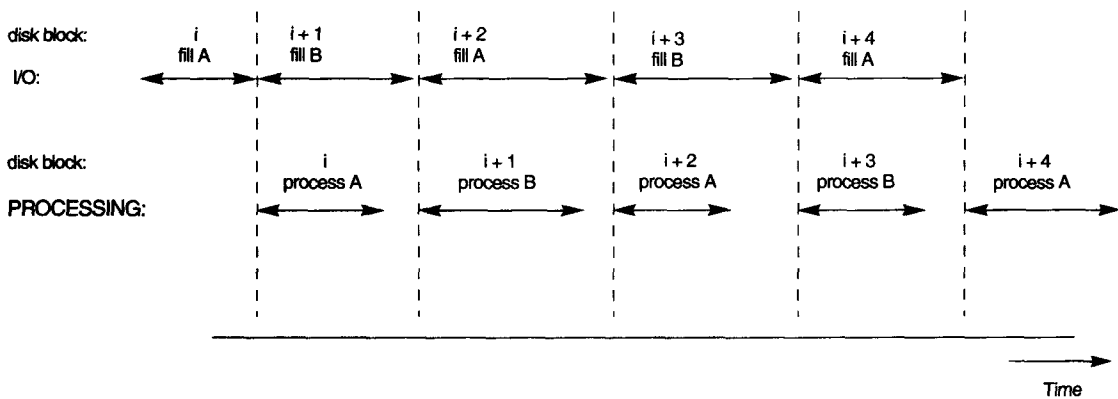 disk block: i i + 1 i + 2 i + 3 i + 4
fill A fill B fill A fill B fill A
I/O:
disk block: i i + 1 i + 2 i + 3 i + 4
process A process B process A process B process A
PROCESSING:
Time